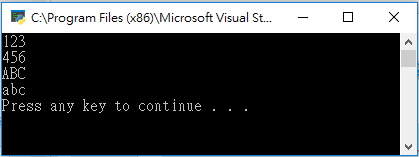 C:\Program Files (x86)\Microsoft Visual St...
123
456
ABC
abc
Press any key to continue . . .